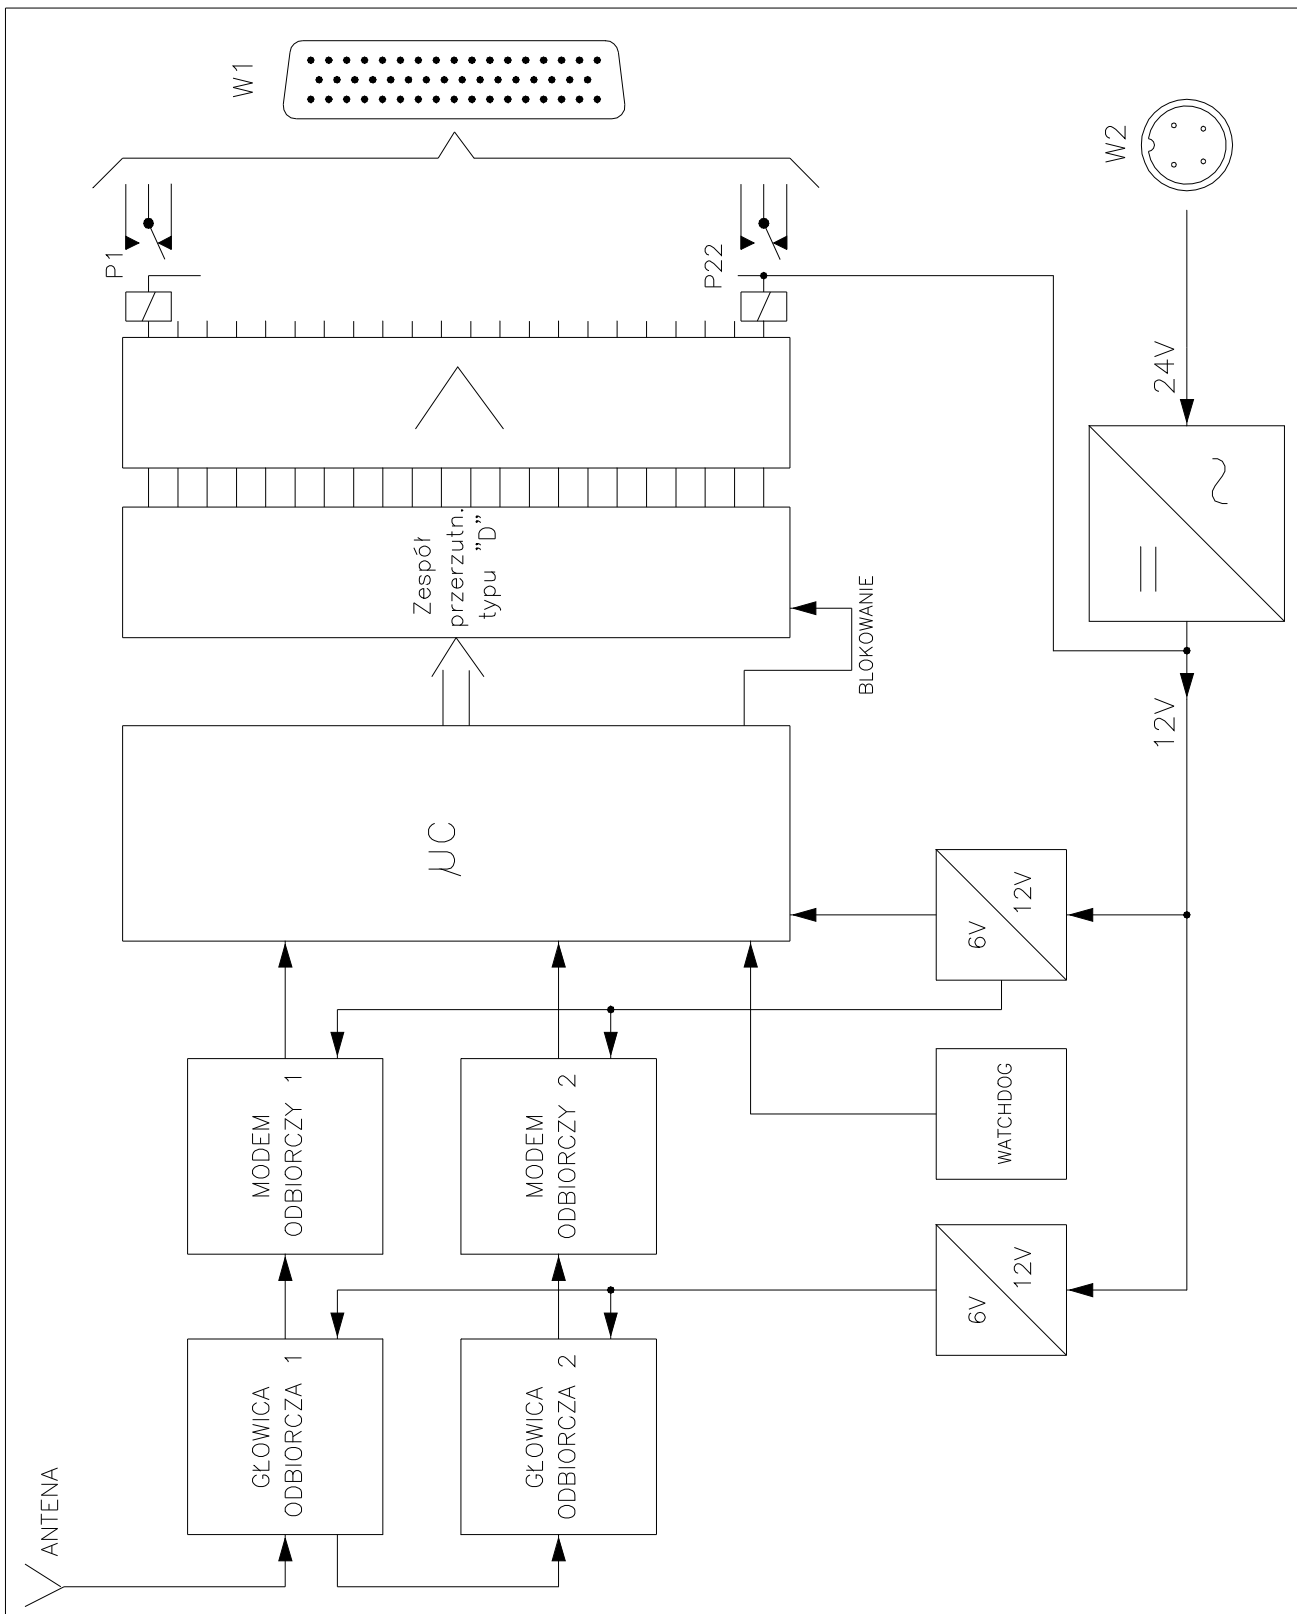 ANTENA
GŁOWICA
ODBIORCZA 1
MODEM
ODBIORCZY 1
GŁOWICA
ODBIORCZA 2
MODEM
ODBIORCZY 2
µC
Zespół
przerzutn.
typu "D"
P1
P22
W1
BLOKOWANIE
WATCHDOG
6V
12V
6V
12V
12V
24V
W2